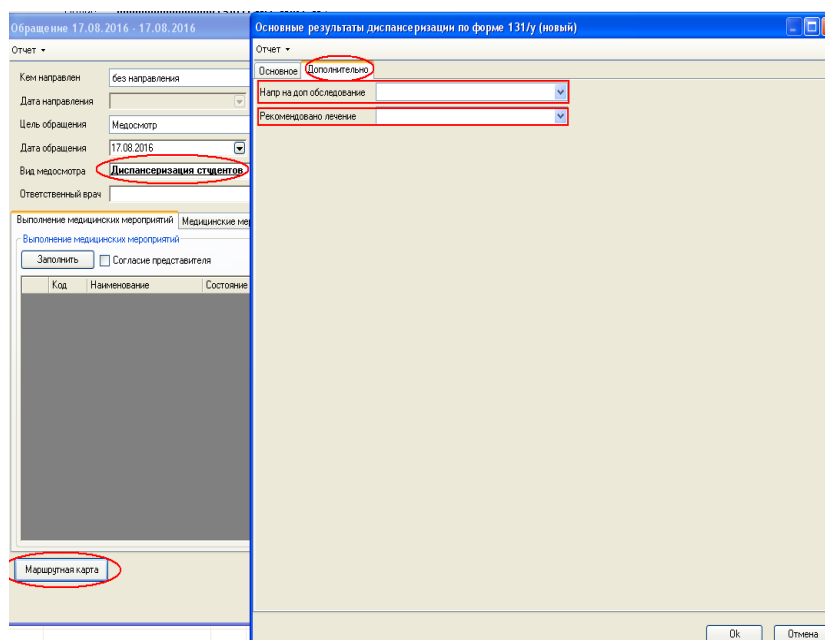 Обращение 17.08.2016 - 17.08.2016
Отчет
Кем направлен без направления
Дата направления
Цель обращения Медосмотр
Дата обращения 17.08.2016
Вид медосмотра Диспансеризация студентов
Ответственный врач
Выполнение медицинских мероприятий Медицинские мер
Выполнение медицинских мероприятий
Заполнить Согласие представителя
Код Наименование Состояние
Маршрутная карта
Основные результаты диспансеризации по форме 131/у (новый)
Отчет
Основное Дополнительно
Напр на доп обследование
Рекомендовано лечение
Ok Отмена